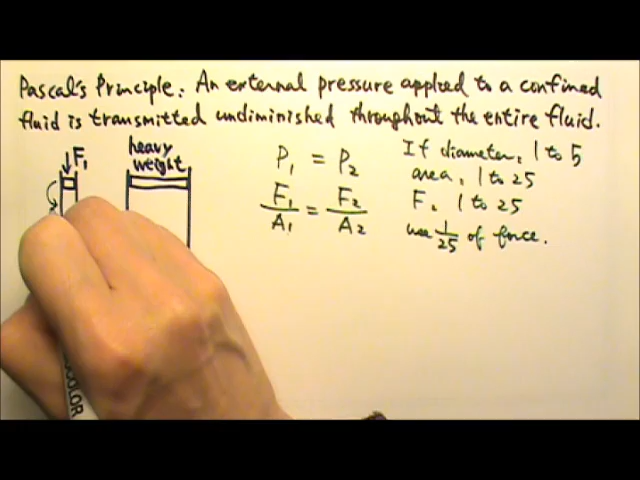 Pascal's Principle: An external pressure applied to a confined
fluid is transmitted undiminished throughout the entire fluid.
F₁
heavy
weight
P₁ = P₂
F₁/A₁ = F₂/A₂
If diameter, 1 to 5
area, 1 to 25
F, 1 to 25
use 1/25 of force.
COLOR